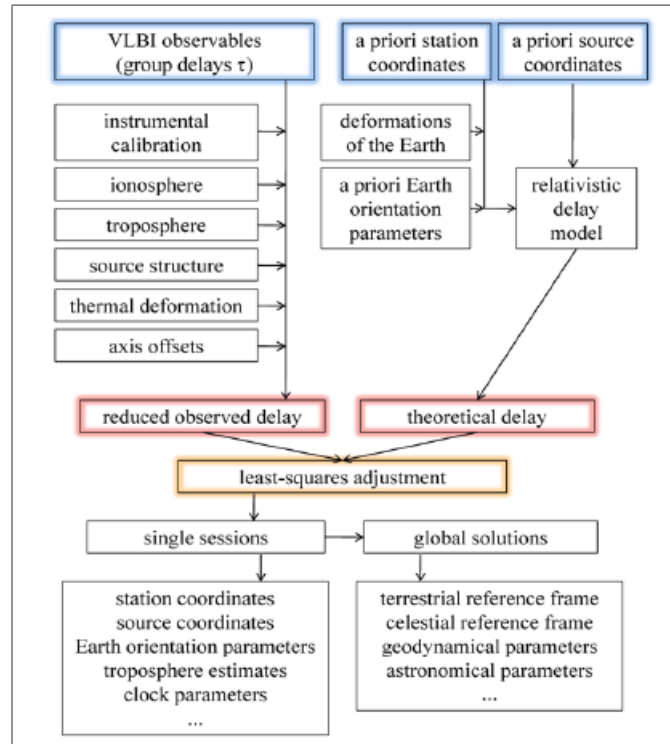 VLBI observables
(group delays τ)
a priori station
coordinates
a priori source
coordinates
instrumental
calibration
ionosphere
troposphere
source structure
thermal deformation
axis offsets
deformations
of the Earth
a priori Earth
orientation
parameters
relativistic
delay
model
reduced observed delay
theoretical delay
least-squares adjustment
single sessions
global solutions
station coordinates
source coordinates
Earth orientation parameters
troposphere estimates
clock parameters
...
terrestrial reference frame
celestial reference frame
geodynamical parameters
astronomical parameters
...